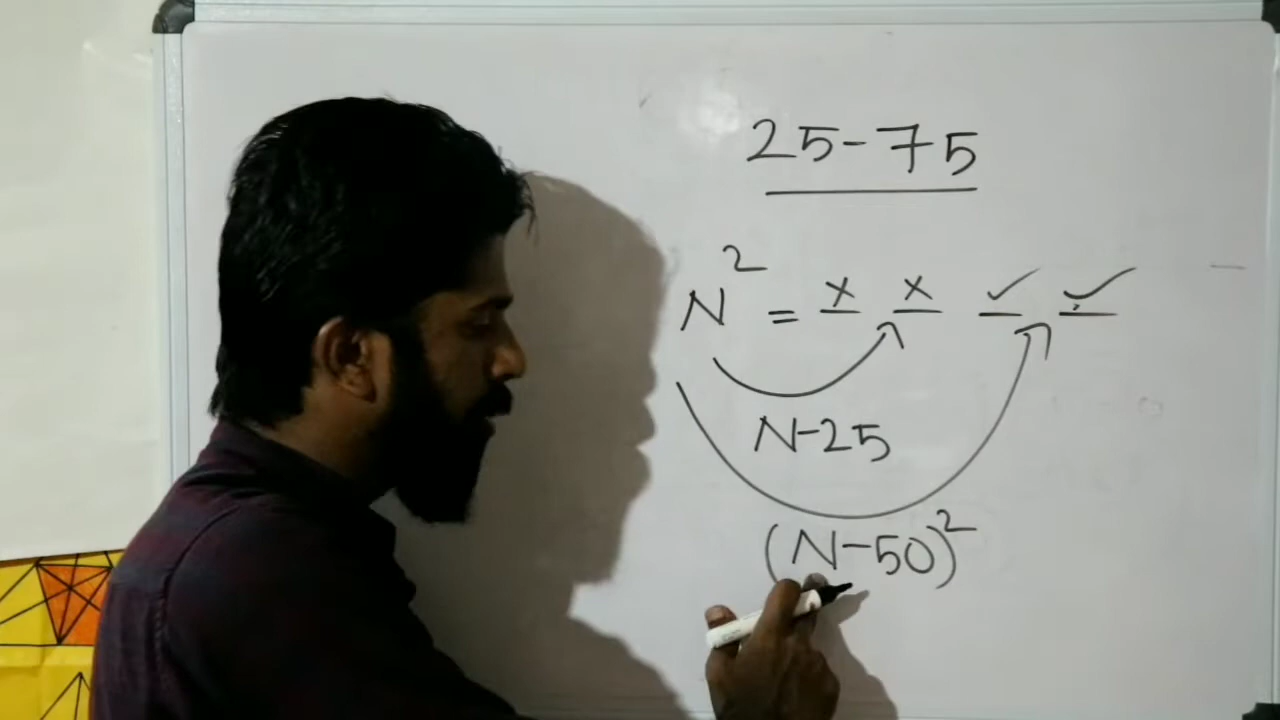 25-75
N² = x x ✓ ✓
N-25
(N-50)²